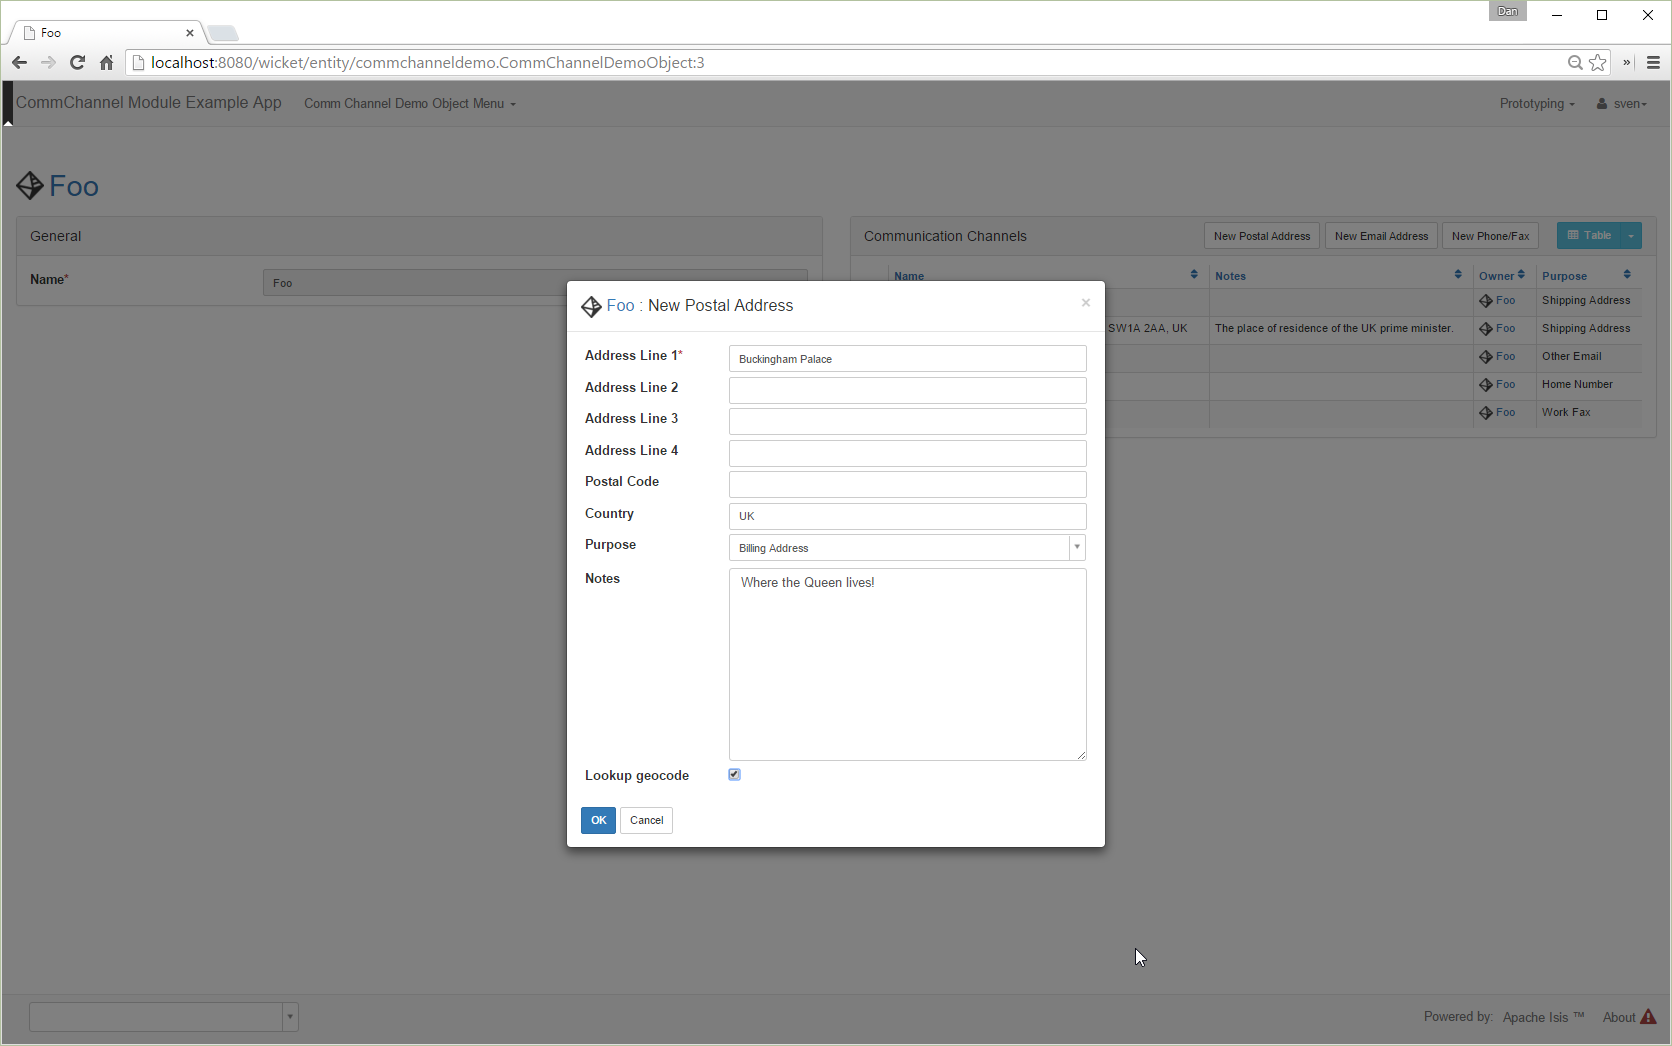 Dan
Foo
localhost:8080/wicket/entity/commchanneldemo.CommChannelDemoObject:3
CommChannel Module Example App Comm Channel Demo Object Menu Prototyping sven
Foo
General
Name* Foo
Communication Channels New Postal Address New Email Address New Phone/Fax Table
Name Notes Owner Purpose
Foo Shipping Address
SW1A 2AA, UK The place of residence of the UK prime minister. Foo Shipping Address
Foo Other Email
Foo Home Number
Foo Work Fax
Foo : New Postal Address ×
Address Line 1* Buckingham Palace
Address Line 2
Address Line 3
Address Line 4
Postal Code
Country UK
Purpose Billing Address
Notes Where the Queen lives!
Lookup geocode
OK Cancel
Powered by: Apache Isis ™ About